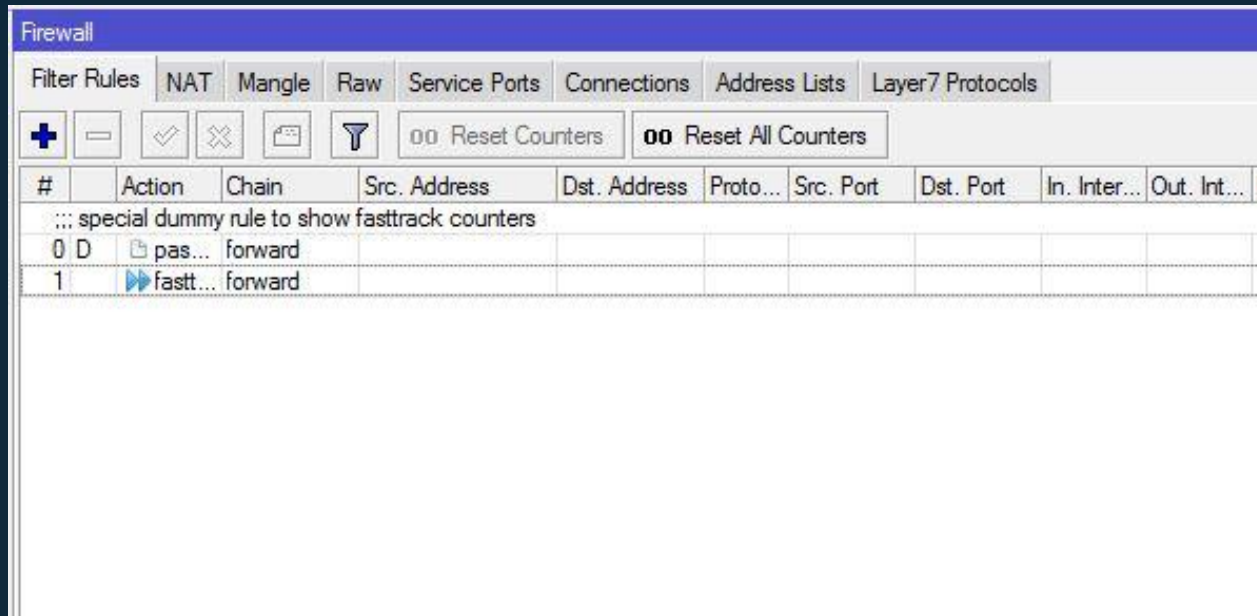 Firewall
Filter Rules NAT Mangle Raw Service Ports Connections Address Lists Layer7 Protocols
00 Reset Counters 00 Reset All Counters
# Action Chain Src. Address Dst. Address Proto... Src. Port Dst. Port In. Inter... Out. Int...
;;; special dummy rule to show fasttrack counters
0 D pas... forward
1 fastt... forward